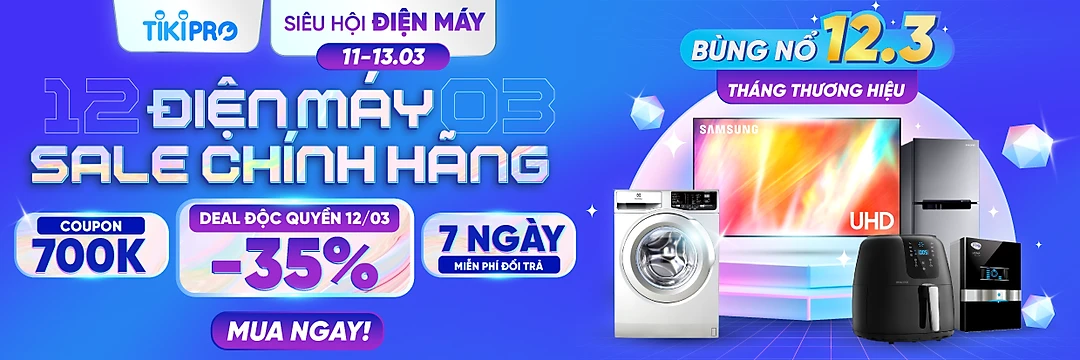 TIKI PRO
SIÊU HỘI ĐIỆN MÁY
11-13.03
12 ĐIỆN MÁY 03
SALE CHÍNH HÃNG
COUPON
700K
DEAL ĐỘC QUYỀN 12/03
-35%
7 NGÀY
MIỄN PHÍ ĐỔI TRẢ
MUA NGAY!
BÙNG NỔ 12.3
THÁNG THƯƠNG HIỆU
SAMSUNG
UHD